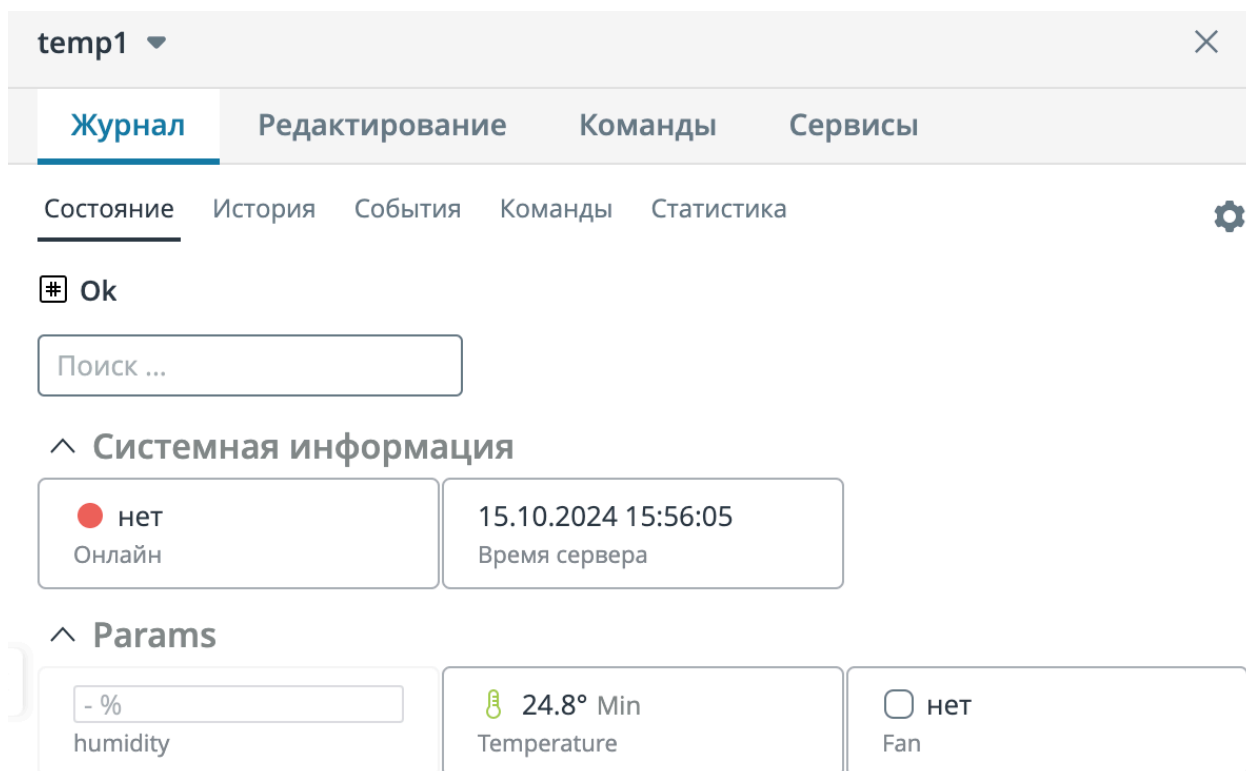 temp1
Журнал Редактирование Команды Сервисы
Состояние История События Команды Статистика
# Ok
Поиск ...
Системная информация
нет
Онлайн
15.10.2024 15:56:05
Время сервера
Params
- %
humidity
24.8° Min
Temperature
нет
Fan